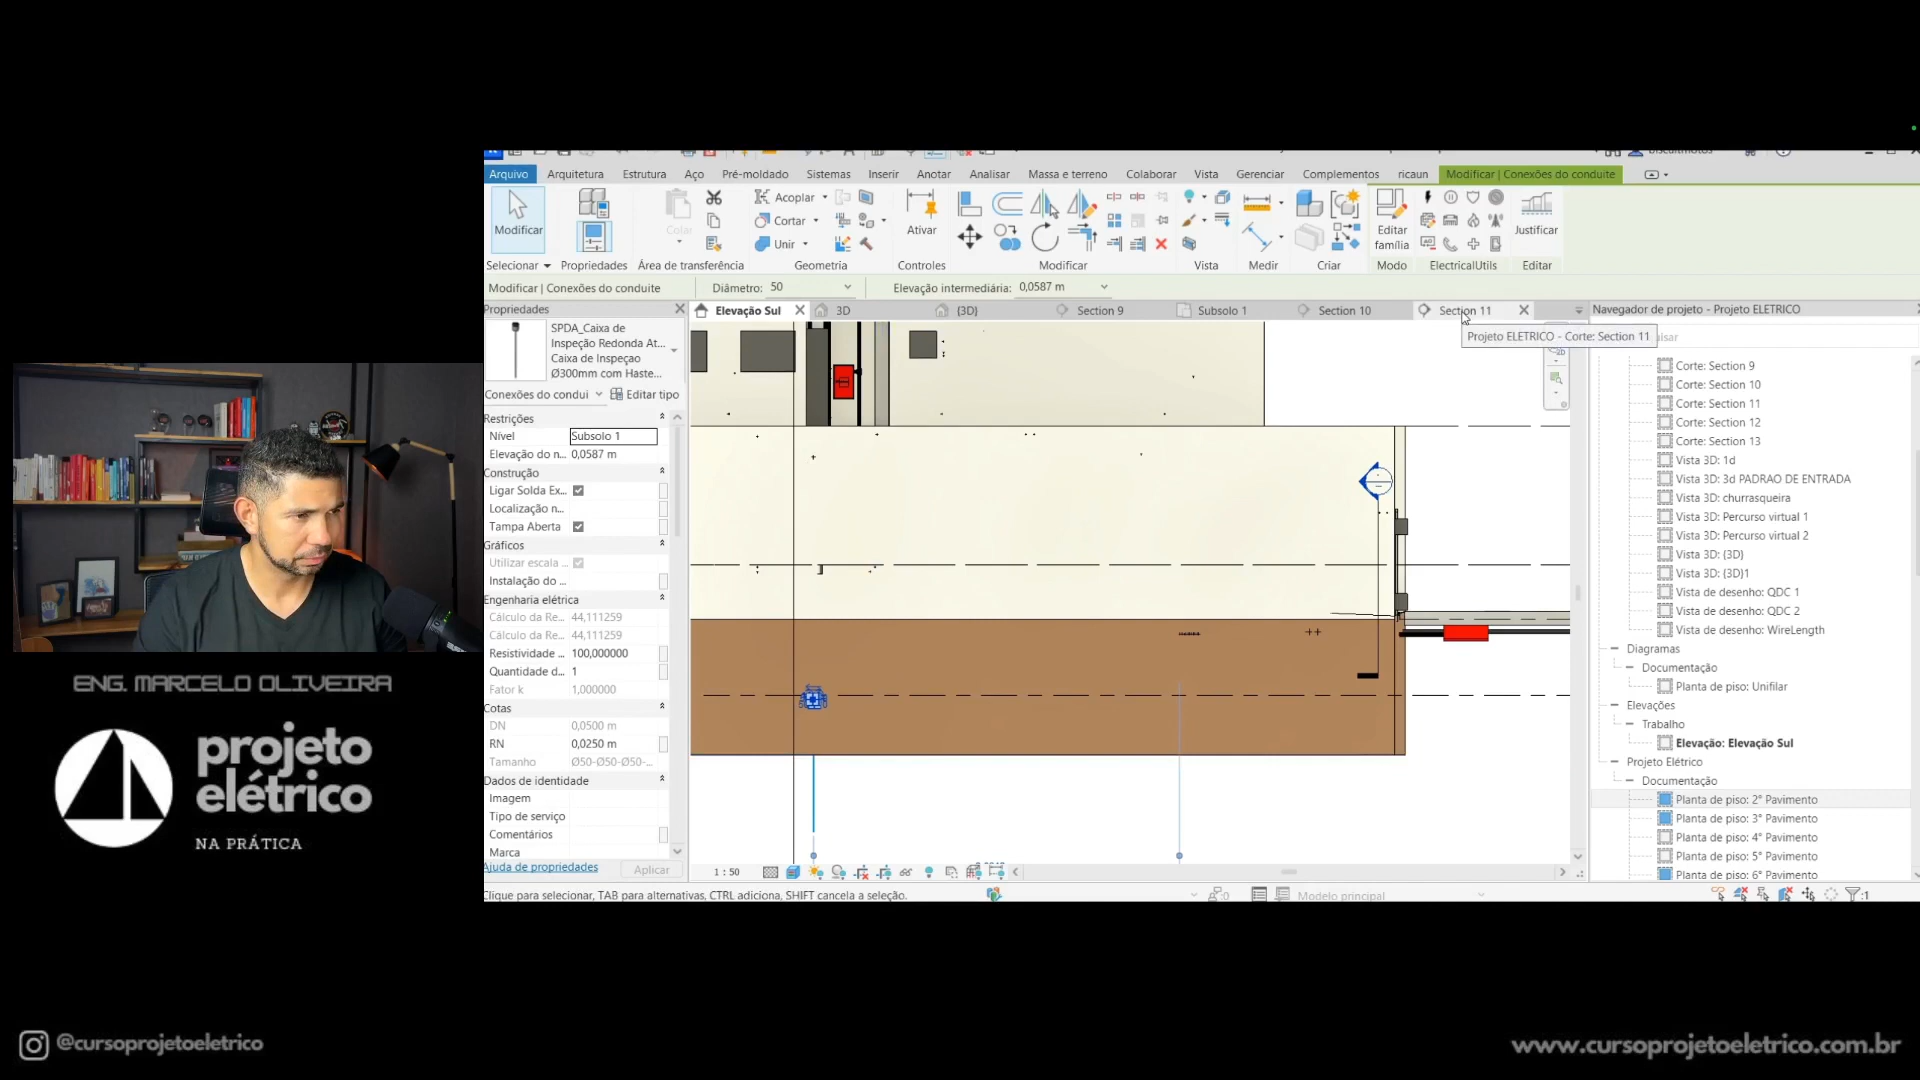 Arquivo
Arquitetura
Estrutura
Aço
Pré-moldado
Sistemas
Inserir
Anotar
Analisar
Massa e terreno
Colaborar
Vista
Gerenciar
Complementos
ricaun
Modificar | Conexões do conduite
Modificar
Colar
Acoplar
Cortar
Unir
Ativar
Editar família
Justificar
Selecionar
Propriedades
Área de transferência
Geometria
Controles
Modificar
Vista
Medir
Criar
Modo
ElectricalUtils
Editar
Modificar | Conexões do conduite
Diâmetro: 50
Elevação intermediária: 0,0587 m
Propriedades
Elevação Sul
3D
{3D}
Section 9
Subsolo 1
Section 10
Section 11
Navegador de projeto - Projeto ELETRICO
Projeto ELETRICO - Corte: Section 11
SPDA_Caixa de
Inspeção Redonda At...
Caixa de Inspeçao
Ø300mm com Haste...
Conexões do condui
Editar tipo
Restrições
Nível Subsolo 1
Elevação do n... 0,0587 m
Construção
Ligar Solda Ex...
Localização n...
Tampa Aberta
Gráficos
Utilizar escala ...
Instalação do ...
Engenharia elétrica
Cálculo da Re... 44,111259
Cálculo da Re... 44,111259
Resistividade ... 100,000000
Quantidade d... 1
Fator k 1,000000
Cotas
DN 0,0500 m
RN 0,0250 m
Tamanho Ø50-Ø50-Ø50-...
Dados de identidade
Imagem
Tipo de serviço
Comentários
Marca
Ajuda de propriedades
Aplicar
Corte: Section 9
Corte: Section 10
Corte: Section 11
Corte: Section 12
Corte: Section 13
Vista 3D: 1d
Vista 3D: 3d PADRAO DE ENTRADA
Vista 3D: churrasqueira
Vista 3D: Percurso virtual 1
Vista 3D: Percurso virtual 2
Vista 3D: {3D}
Vista 3D: {3D}1
Vista de desenho: QDC 1
Vista de desenho: QDC 2
Vista de desenho: WireLength
Diagramas
Documentação
Planta de piso: Unifilar
Elevações
Trabalho
Elevação: Elevação Sul
Projeto Elétrico
Documentação
Planta de piso: 2° Pavimento
Planta de piso: 3° Pavimento
Planta de piso: 4° Pavimento
Planta de piso: 5° Pavimento
Planta de piso: 6° Pavimento
1 : 50
Clique para selecionar, TAB para alternativas, CTRL adiciona, SHIFT cancela a seleção.
:0
Modelo principal
:1
ENG. MARCELO OLIVEIRA
projeto
elétrico
NA PRÁTICA
@cursoprojetoeletrico
www.cursoprojetoeletrico.com.br